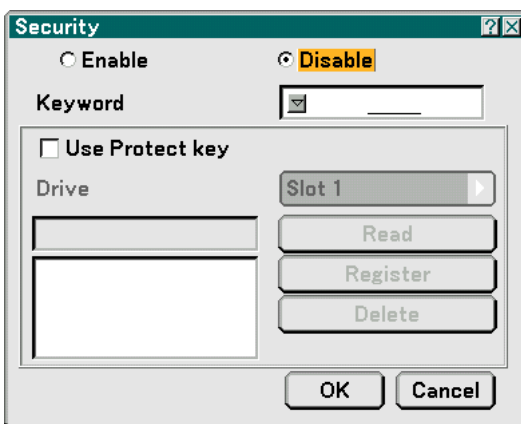 Security
Enable Disable
Keyword
Use Protect key
Drive Slot 1
Read
Register
Delete
OK Cancel